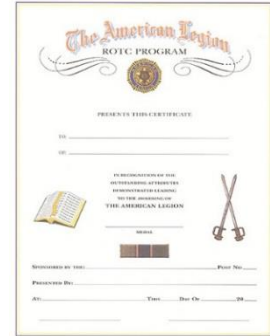 The American Legion
ROTC PROGRAM
PRESENTS THIS CERTIFICATE
TO
OF
IN RECOGNITION OF THE
OUTSTANDING ATTRIBUTES
DEMONSTRATED LEADING
TO THE AWARDING OF
THE AMERICAN LEGION
MEDAL
SPONSORED BY THE: POST NO.
PRESENTED BY:
AT: THIS DAY OF 20